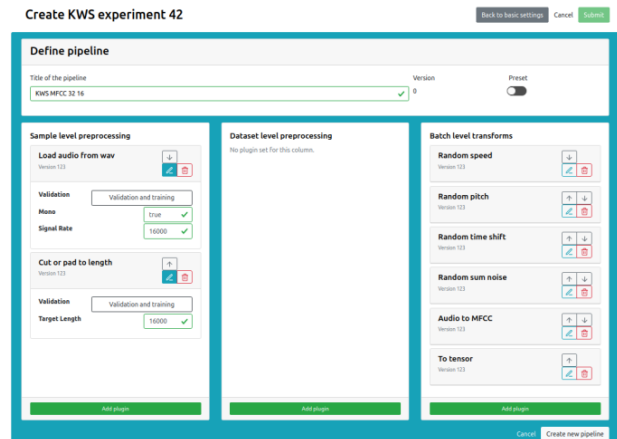 Create KWS experiment 42
Back to basic settings Cancel Submit
Define pipeline
Title of the pipeline Version Preset
KWS MFCC 32 16 0
Sample level preprocessing
Load audio from wav
Version 123
Validation Validation and training
Mono true
Signal Rate 16000
Cut or pad to length
Version 123
Validation Validation and training
Target Length 16000
Add plugin
Dataset level preprocessing
No plugin set for this column.
Add plugin
Batch level transforms
Random speed
Version 123
Random pitch
Version 123
Random time shift
Version 123
Random sum noise
Version 123
Audio to MFCC
Version 123
To tensor
Version 123
Add plugin
Cancel Create new pipeline